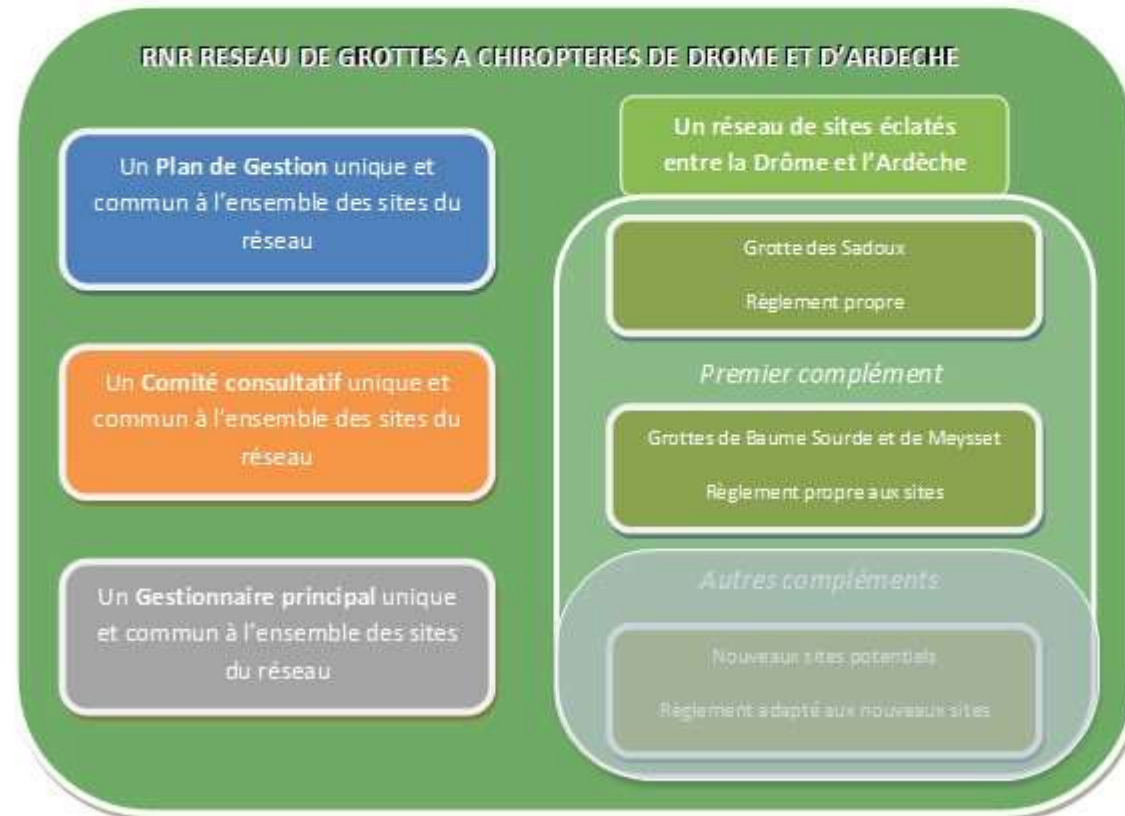 RNR RESEAU DE GROTTES A CHIROPTERES DE DROME ET D'ARDECHE
Un Plan de Gestion unique et
commun à l'ensemble des sites du
réseau
Un Comité consultatif unique et
commun à l'ensemble des sites du
réseau
Un Gestionnaire principal unique
et commun à l'ensemble des sites
du réseau
Un réseau de sites éclatés
entre la Drôme et l'Ardèche
Grotte des Sadoux
Règlement propre
Premier complément
Grottes de Baume Sourde et de Meysset
Règlement propre aux sites
Autres compléments
Nouveaux sites potentiels
Règlement adapté aux nouveaux sites